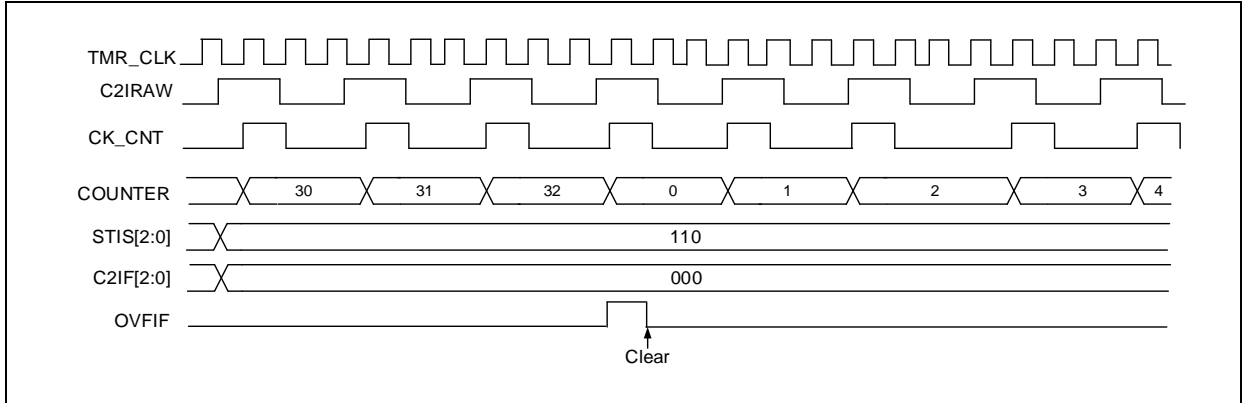 TMR_CLK
C2IRAW
CK_CNT
COUNTER 30 31 32 0 1 2 3 4
STIS[2:0] 110
C2IF[2:0] 000
OVFIF
Clear